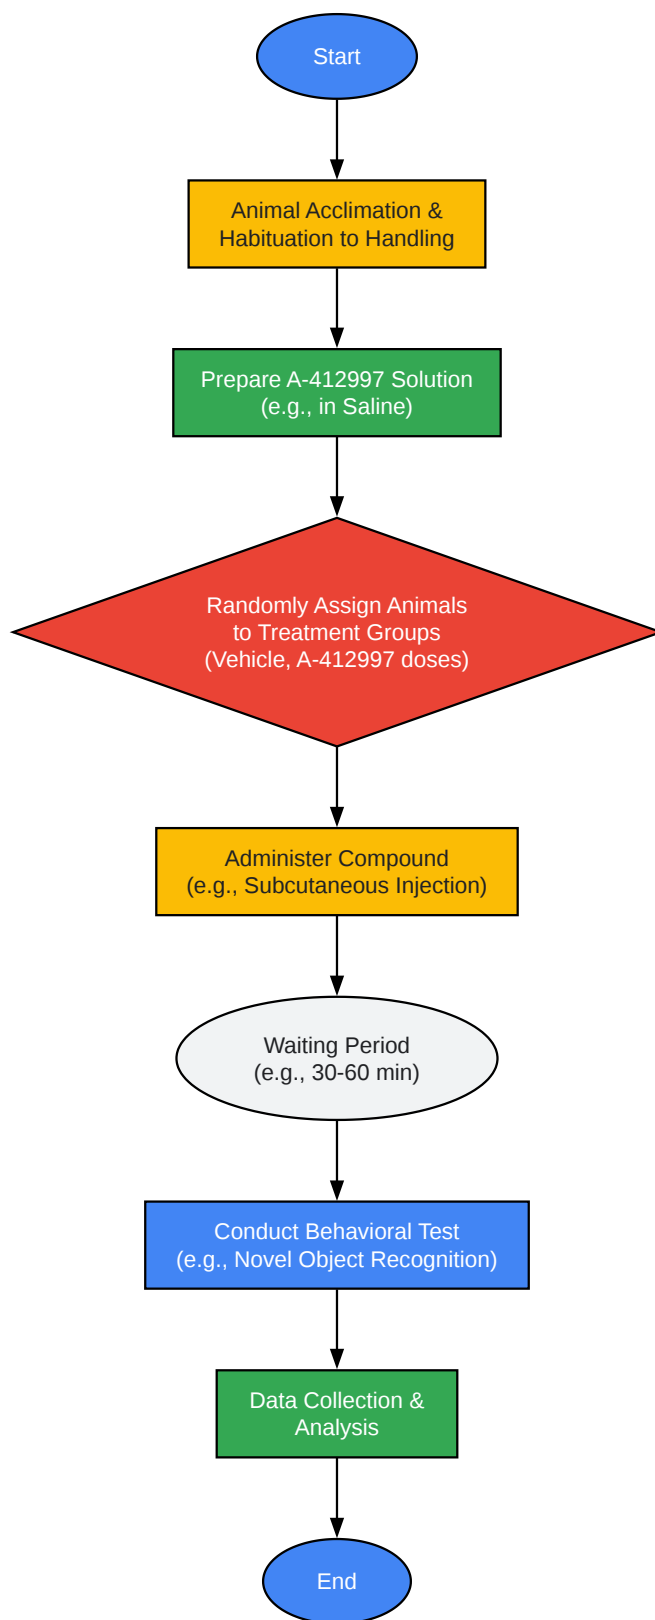 Start
Animal Acclimation &
Habituation to Handling
Prepare A-412997 Solution
(e.g., in Saline)
Randomly Assign Animals
to Treatment Groups
(Vehicle, A-412997 doses)
Administer Compound
(e.g., Subcutaneous Injection)
Waiting Period
(e.g., 30-60 min)
Conduct Behavioral Test
(e.g., Novel Object Recognition)
Data Collection &
Analysis
End